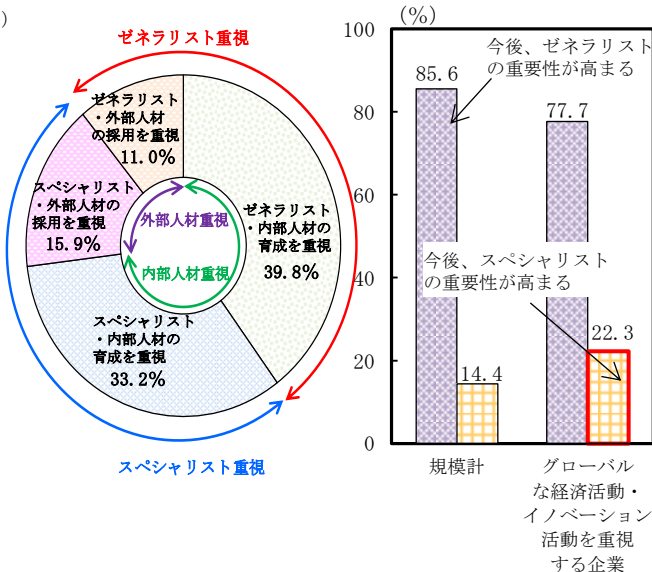 )
ゼネラリスト重視
ゼネラリスト
・外部人材
の採用を重視
11.0%
スペシャリスト
・外部人材の
採用を重視
15.9%
外部人材重視
内部人材重視
ゼネラリスト
・内部人材の
育成を重視
39.8%
スペシャリスト
・内部人材の
育成を重視
33.2%
スペシャリスト重視
(%)
100
80
60
40
20
0
今後、ゼネラリスト
の重要性が高まる
85.6
77.7
今後、スペシャリスト
の重要性が高まる
22.3
14.4
規模計
グローバル
な経済活動・
イノベーション
活動を重視
する企業